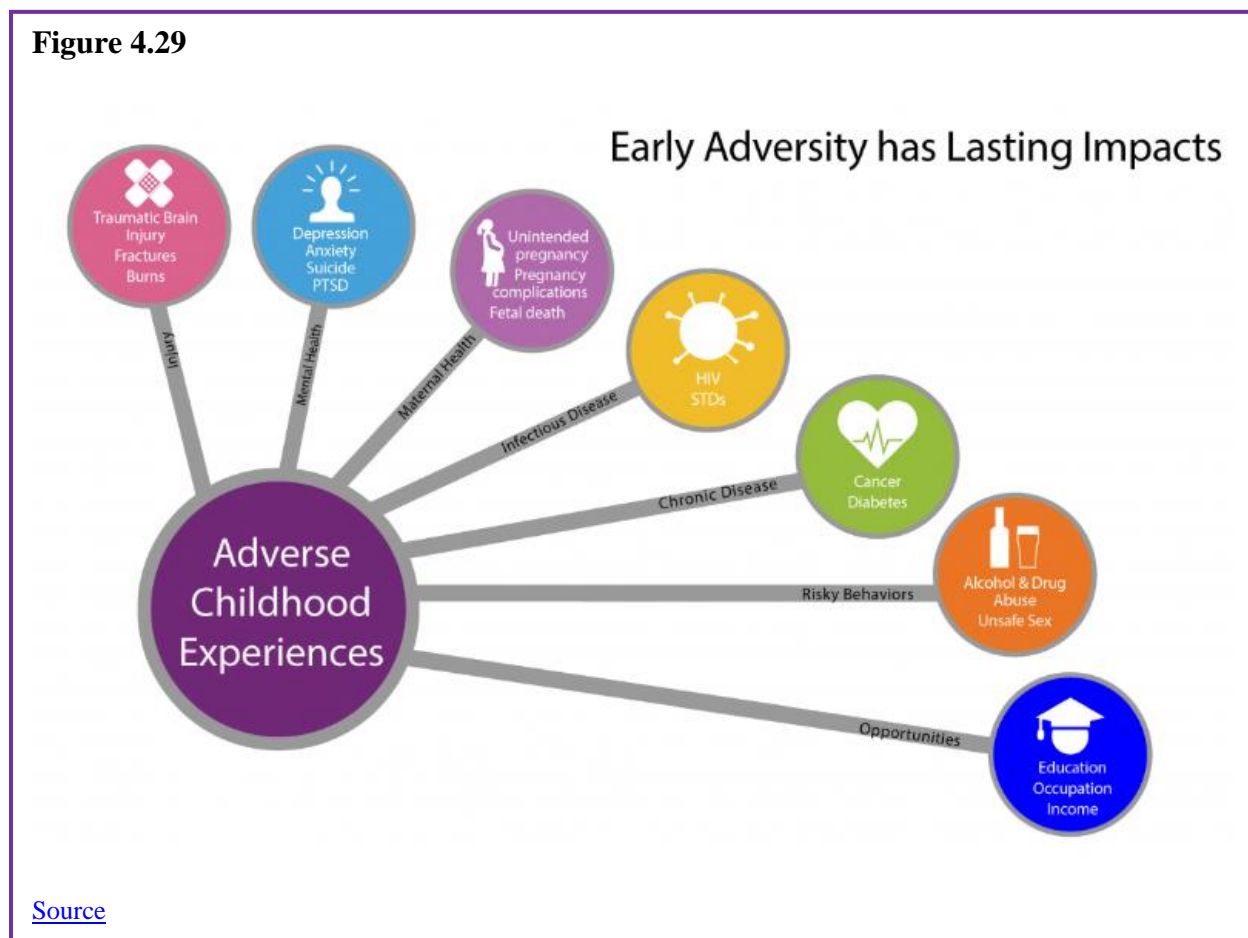 Figure 4.29
Early Adversity has Lasting Impacts
Traumatic Brain
Injury
Fractures
Burns
Injury
Depression
Anxiety
Suicide
PTSD
Mental Health
Unintended
pregnancy
Pregnancy
complications
Fetal death
Maternal Health
HIV
STDs
Infectious Disease
Cancer
Diabetes
Chronic Disease
Alcohol & Drug
Abuse
Unsafe Sex
Risky Behaviors
Education
Occupation
Income
Opportunities
Adverse
Childhood
Experiences
Source